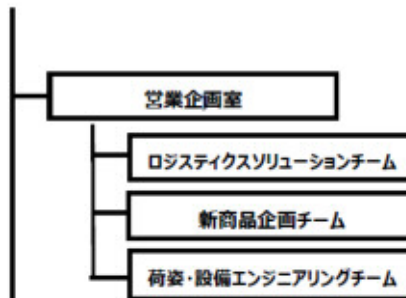 営業企画室
ロジスティクスソリューションチーム
新商品企画チーム
荷姿・設備エンジニアリングチーム